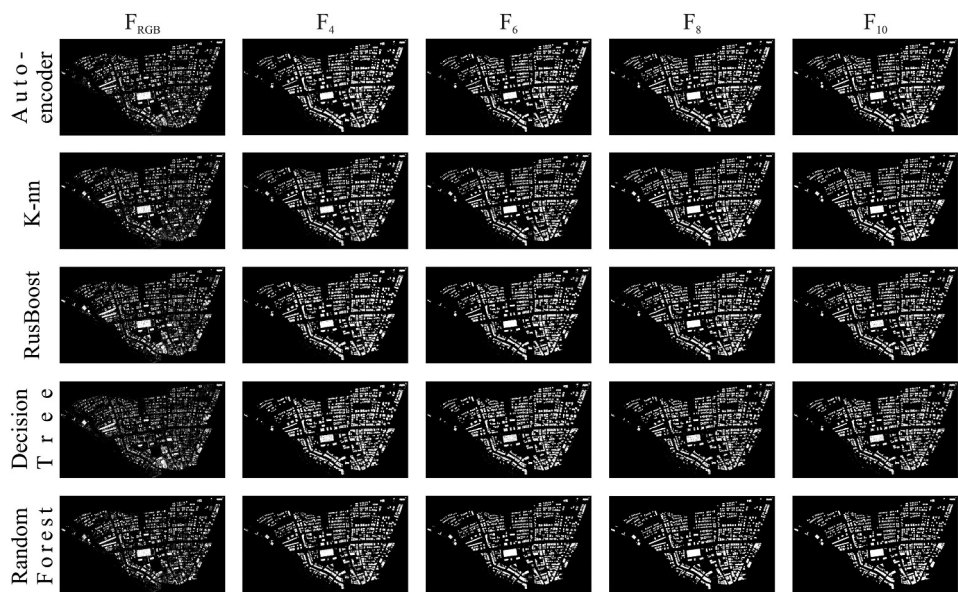 F_RGB F_4 F_6 F_8 F_10
Auto-
encoder
K-nn
RusBoost
Decision
Tree
Random
Forest